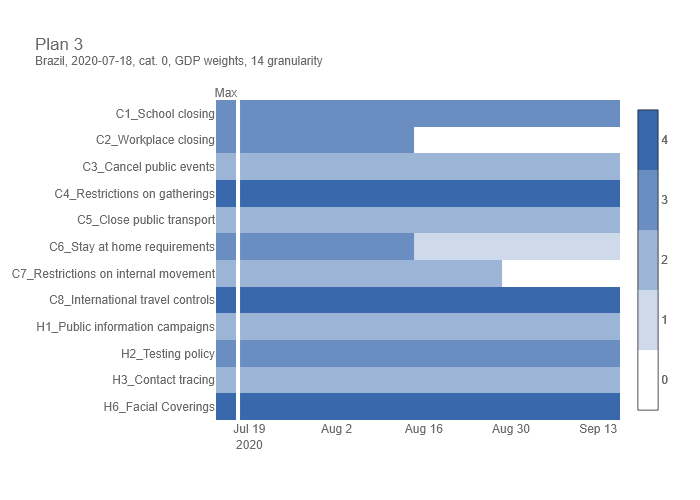 Plan 3
Brazil, 2020-07-18, cat. 0, GDP weights, 14 granularity
Max
C1_School closing
C2_Workplace closing
C3_Cancel public events
C4_Restrictions on gatherings
C5_Close public transport
C6_Stay at home requirements
C7_Restrictions on internal movement
C8_International travel controls
H1_Public information campaigns
H2_Testing policy
H3_Contact tracing
H6_Facial Coverings
Jul 19 Aug 2 Aug 16 Aug 30 Sep 13
2020
4
3
2
1
0